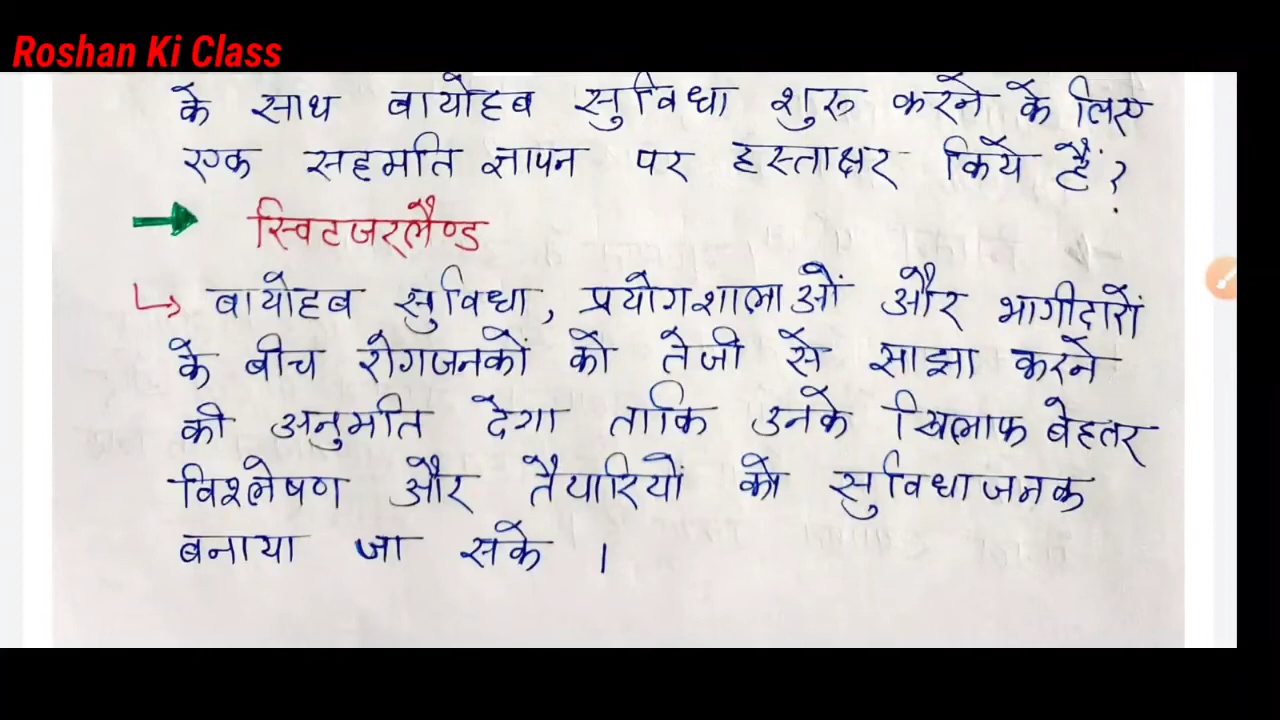 Roshan Ki Class
के साथ बायोहब सुविधा शुरू करने के लिए
एक सहमति ज्ञापन पर हस्ताक्षर किये हैं?
स्विटजरलैण्ड
बायोहब सुविधा, प्रयोगशालाओं और भागीदारों
के बीच रोगजनकों को तेजी से साझा करने
की अनुमति देगा ताकि उनके खिलाफ बेहतर
विश्लेषण और तैयारियों को सुविधाजनक
बनाया जा सके ।